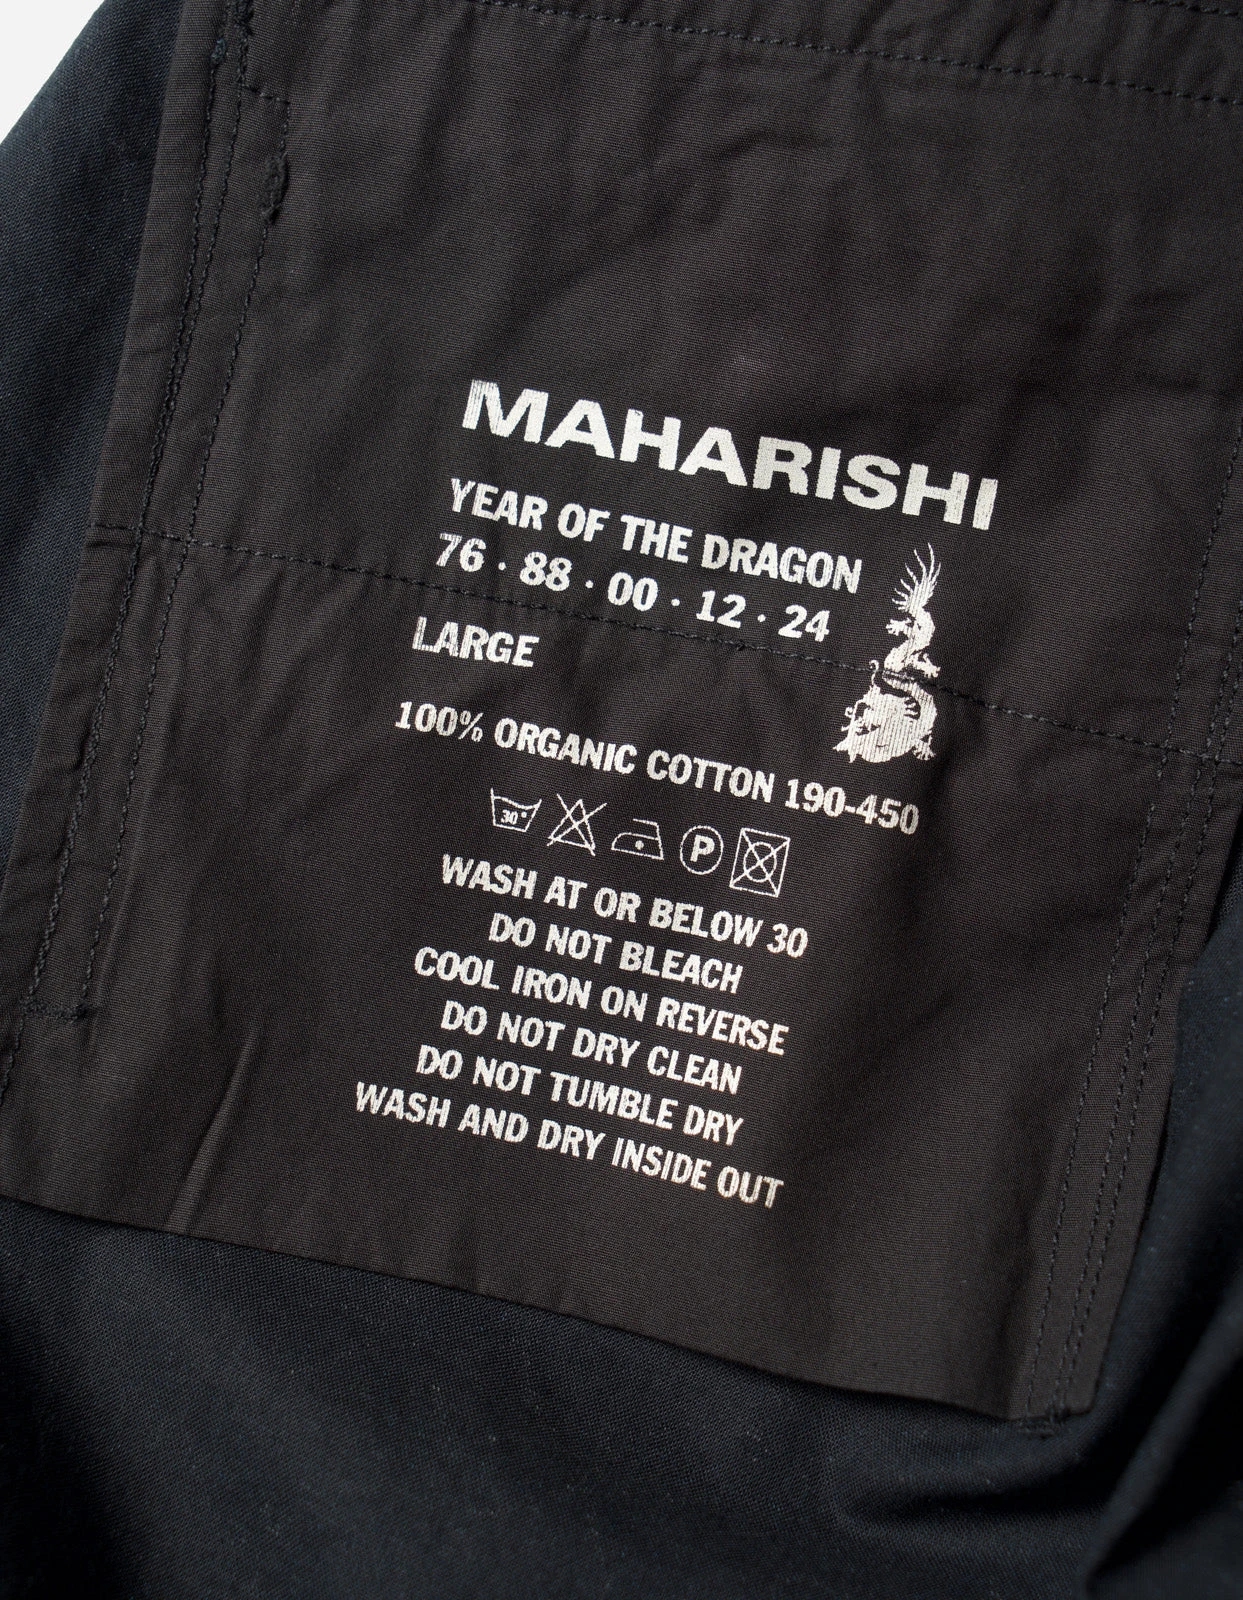 MAHARISHI
YEAR OF THE DRAGON
76 · 88 · 00 · 12 · 24
LARGE
100% ORGANIC COTTON 190-450
30° P
WASH AT OR BELOW 30
DO NOT BLEACH
COOL IRON ON REVERSE
DO NOT DRY CLEAN
DO NOT TUMBLE DRY
WASH AND DRY INSIDE OUT